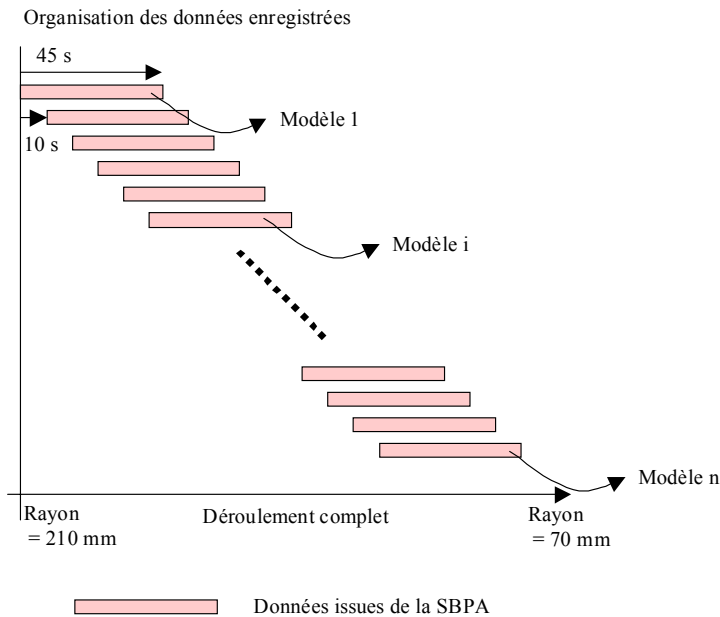 Organisation des données enregistrées
45 s
Modèle 1
10 s
Modèle i
Modèle n
Rayon
= 210 mm
Déroulement complet
Rayon
= 70 mm
Données issues de la SBPA